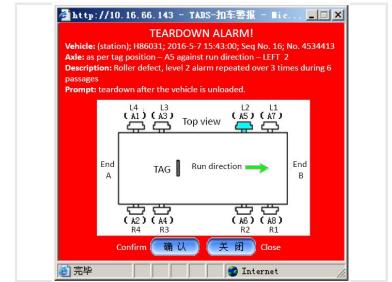 http://10.16.66.143 - TADS-扣车警报 - Mic...
TEARDOWN ALARM!
Vehicle: (station); H86031; 2016-5-7 15:43:00; Seq No. 16; No. 4534413
Axle: as per tag position – A5 against run direction – LEFT 2
Description: Roller defect, level 2 alarm repeated over 3 times during 6
passages
Prompt: teardown after the vehicle is unloaded.
L4 L3 L2 L1
(A1) (A3) Top view (A5) (A7)
End A TAG Run direction End B
(A2) (A4) (A6) (A8)
R4 R3 R2 R1
Confirm 确认 关闭 Close
完毕 Internet